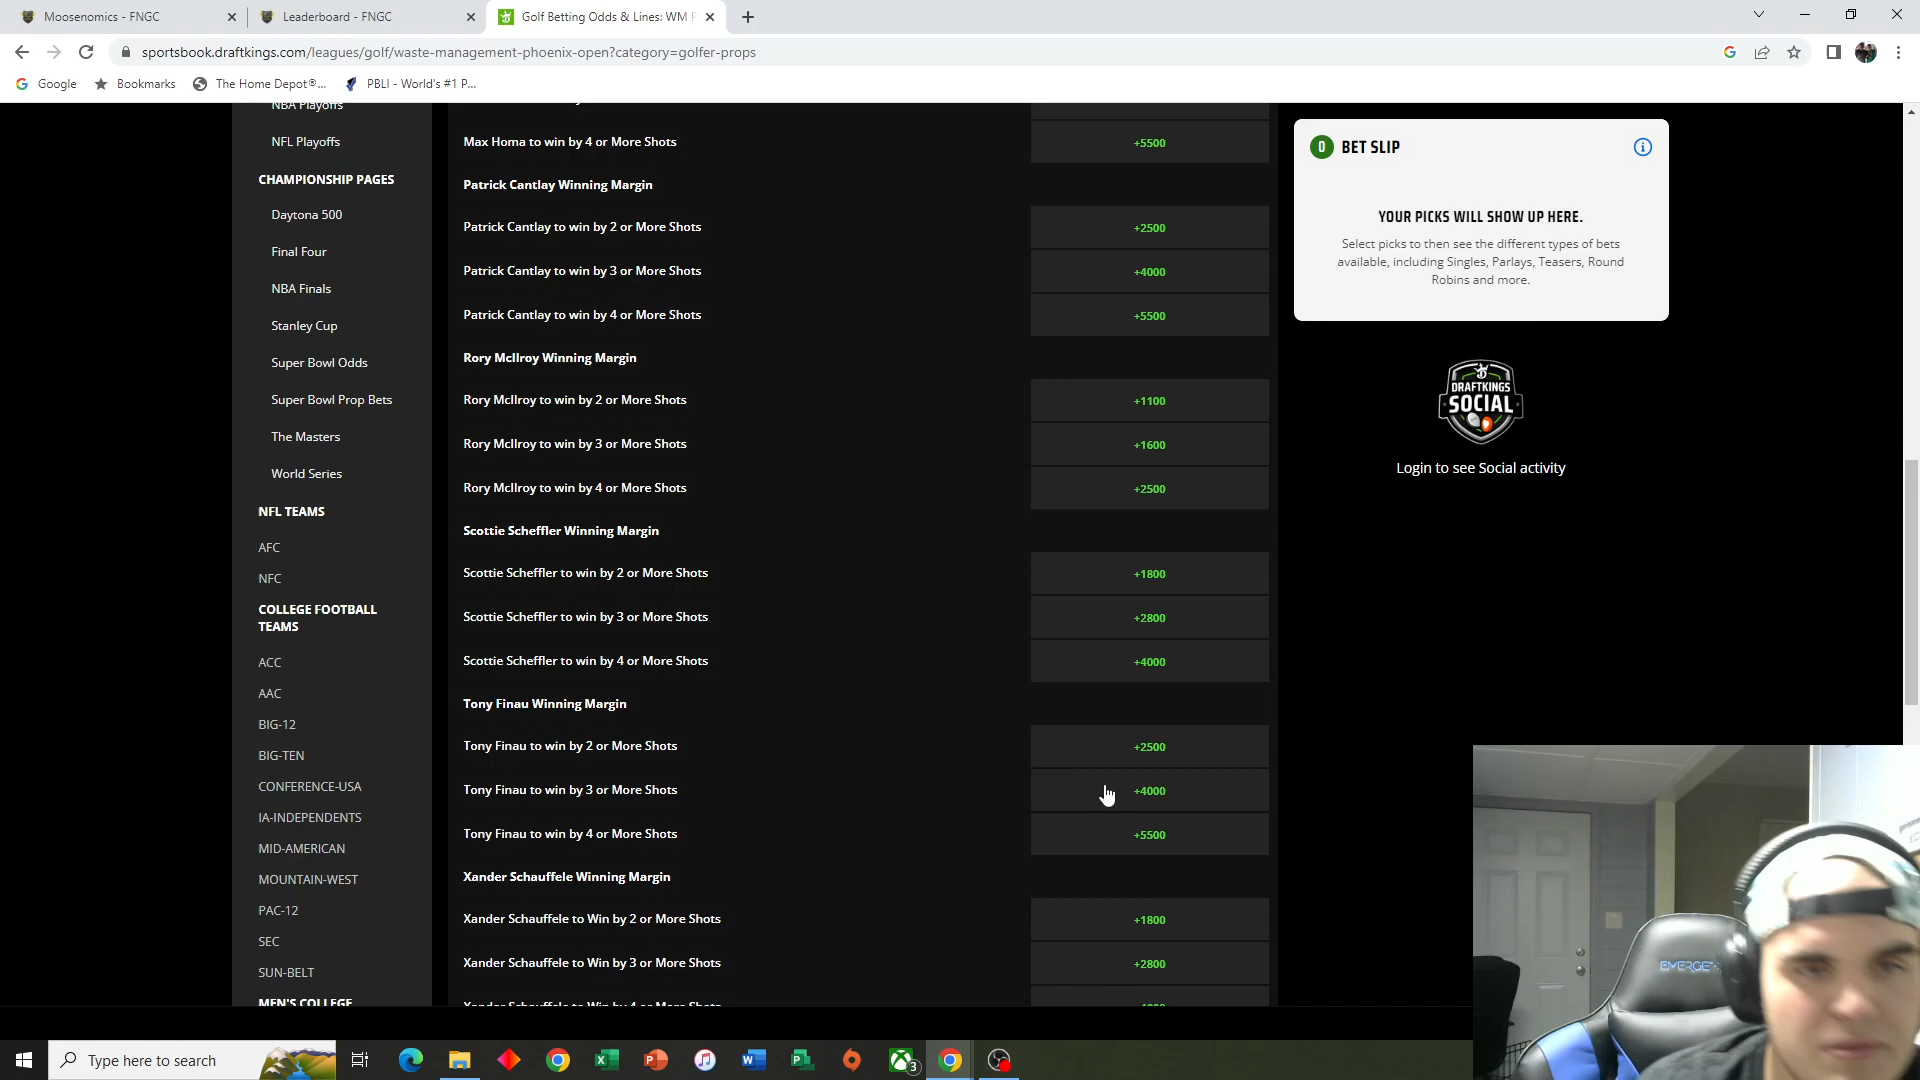 Moosenomics - FNGC
Leaderboard - FNGC
Golf Betting Odds & Lines: WM P
sportsbook.draftkings.com/leagues/golf/waste-management-phoenix-open?category=golfer-props
Google
Bookmarks
The Home Depot®...
PBLI - World's #1 P...
NBA Playoffs
NFL Playoffs
CHAMPIONSHIP PAGES
Daytona 500
Final Four
NBA Finals
Stanley Cup
Super Bowl Odds
Super Bowl Prop Bets
The Masters
World Series
NFL TEAMS
AFC
NFC
COLLEGE FOOTBALL
TEAMS
ACC
AAC
BIG-12
BIG-TEN
CONFERENCE-USA
IA-INDEPENDENTS
MID-AMERICAN
MOUNTAIN-WEST
PAC-12
SEC
SUN-BELT
MEN'S COLLEGE
Max Homa to win by 4 or More Shots +5500
Patrick Cantlay Winning Margin
Patrick Cantlay to win by 2 or More Shots +2500
Patrick Cantlay to win by 3 or More Shots +4000
Patrick Cantlay to win by 4 or More Shots +5500
Rory McIlroy Winning Margin
Rory McIlroy to win by 2 or More Shots +1100
Rory McIlroy to win by 3 or More Shots +1600
Rory McIlroy to win by 4 or More Shots +2500
Scottie Scheffler Winning Margin
Scottie Scheffler to win by 2 or More Shots +1800
Scottie Scheffler to win by 3 or More Shots +2800
Scottie Scheffler to win by 4 or More Shots +4000
Tony Finau Winning Margin
Tony Finau to win by 2 or More Shots +2500
Tony Finau to win by 3 or More Shots +4000
Tony Finau to win by 4 or More Shots +5500
Xander Schauffele Winning Margin
Xander Schauffele to Win by 2 or More Shots +1800
Xander Schauffele to Win by 3 or More Shots +2800
Xander Schauffele to Win by 4 or More Shots
0 BET SLIP
YOUR PICKS WILL SHOW UP HERE.
Select picks to then see the different types of bets
available, including Singles, Parlays, Teasers, Round
Robins and more.
DRAFTKINGS
SOCIAL
Login to see Social activity
Type here to search
3